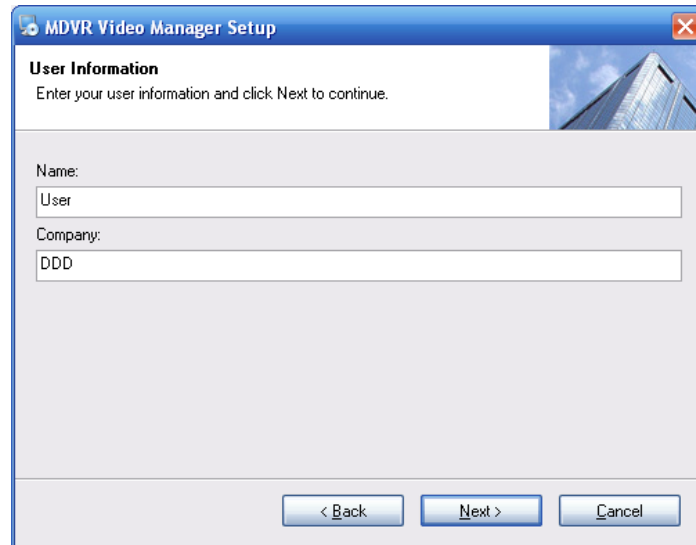 MDVR Video Manager Setup
User Information
Enter your user information and click Next to continue.
Name:
User
Company:
DDD
< Back Next > Cancel